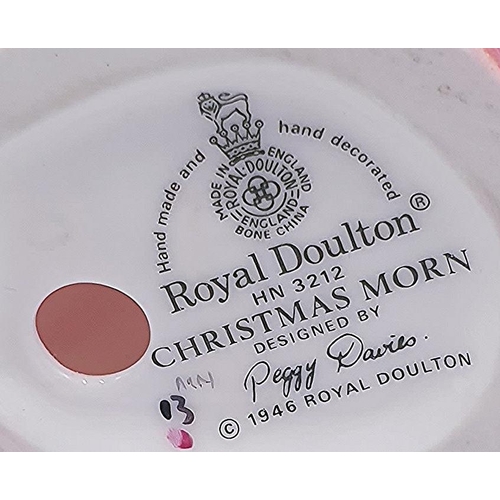 Hand made and hand decorated
MADE IN ENGLAND
ROYAL·DOULTON
ENGLAND
BONE CHINA
Royal Doulton®
HN 3212
CHRISTMAS MORN
DESIGNED BY
Peggy Davies.
© 1946 ROYAL DOULTON
13